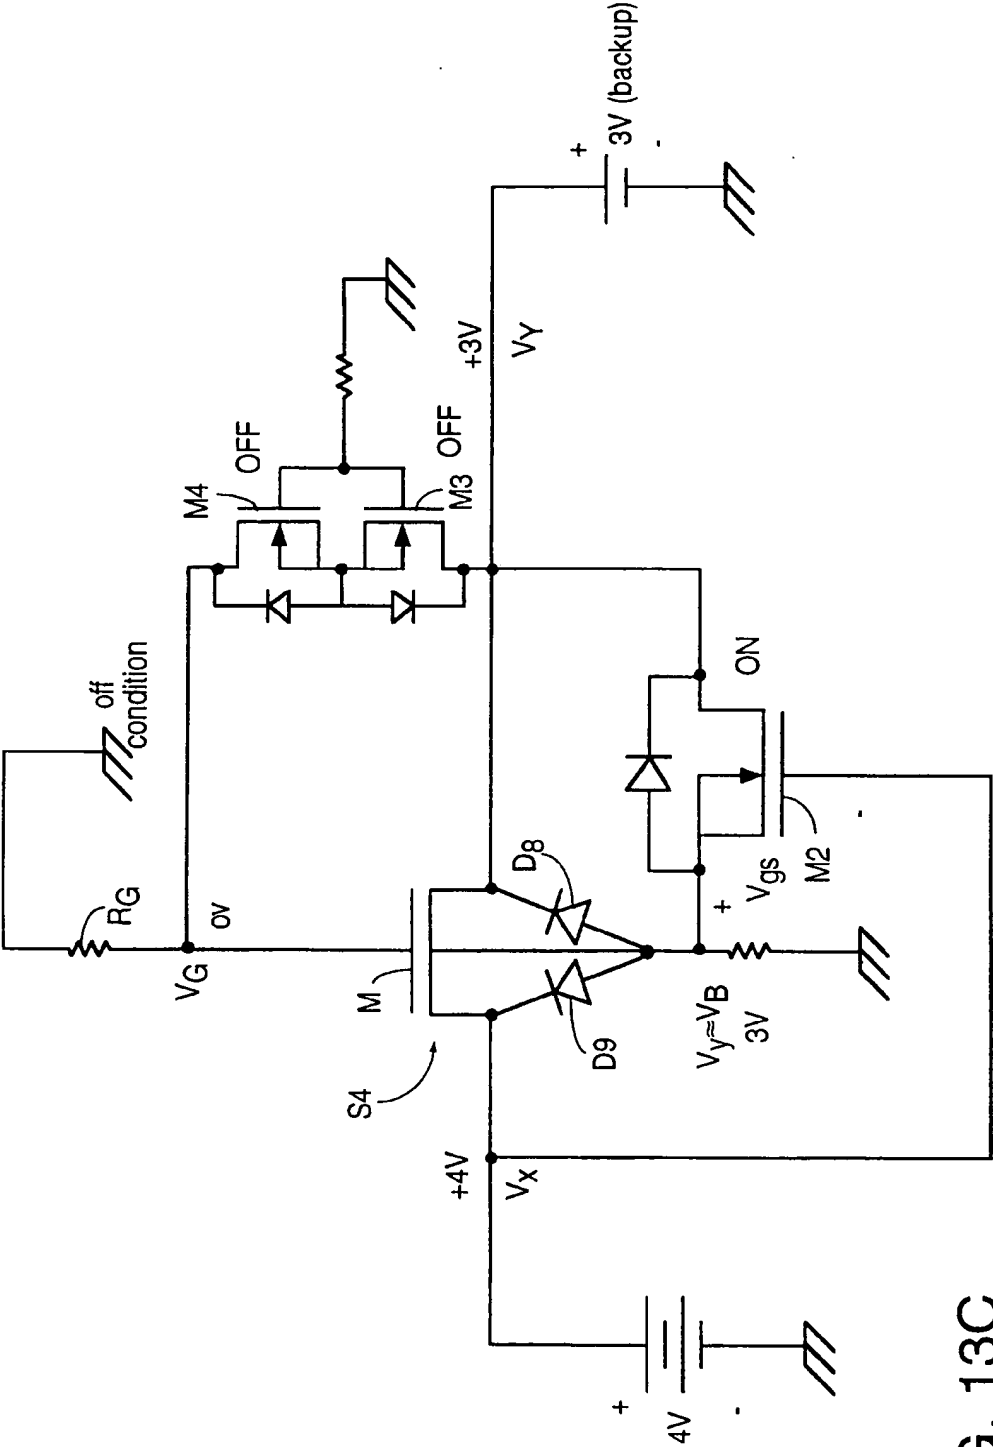 3V (backup)
+
-
+3V
VY
OFF
OFF
M4
M3
off
condition
RG
VG
0V
ON
M
D8
D9
+
Vgs
M2
Vy≈VB
3V
S4
+4V
VX
+
4V
-
G. 13C